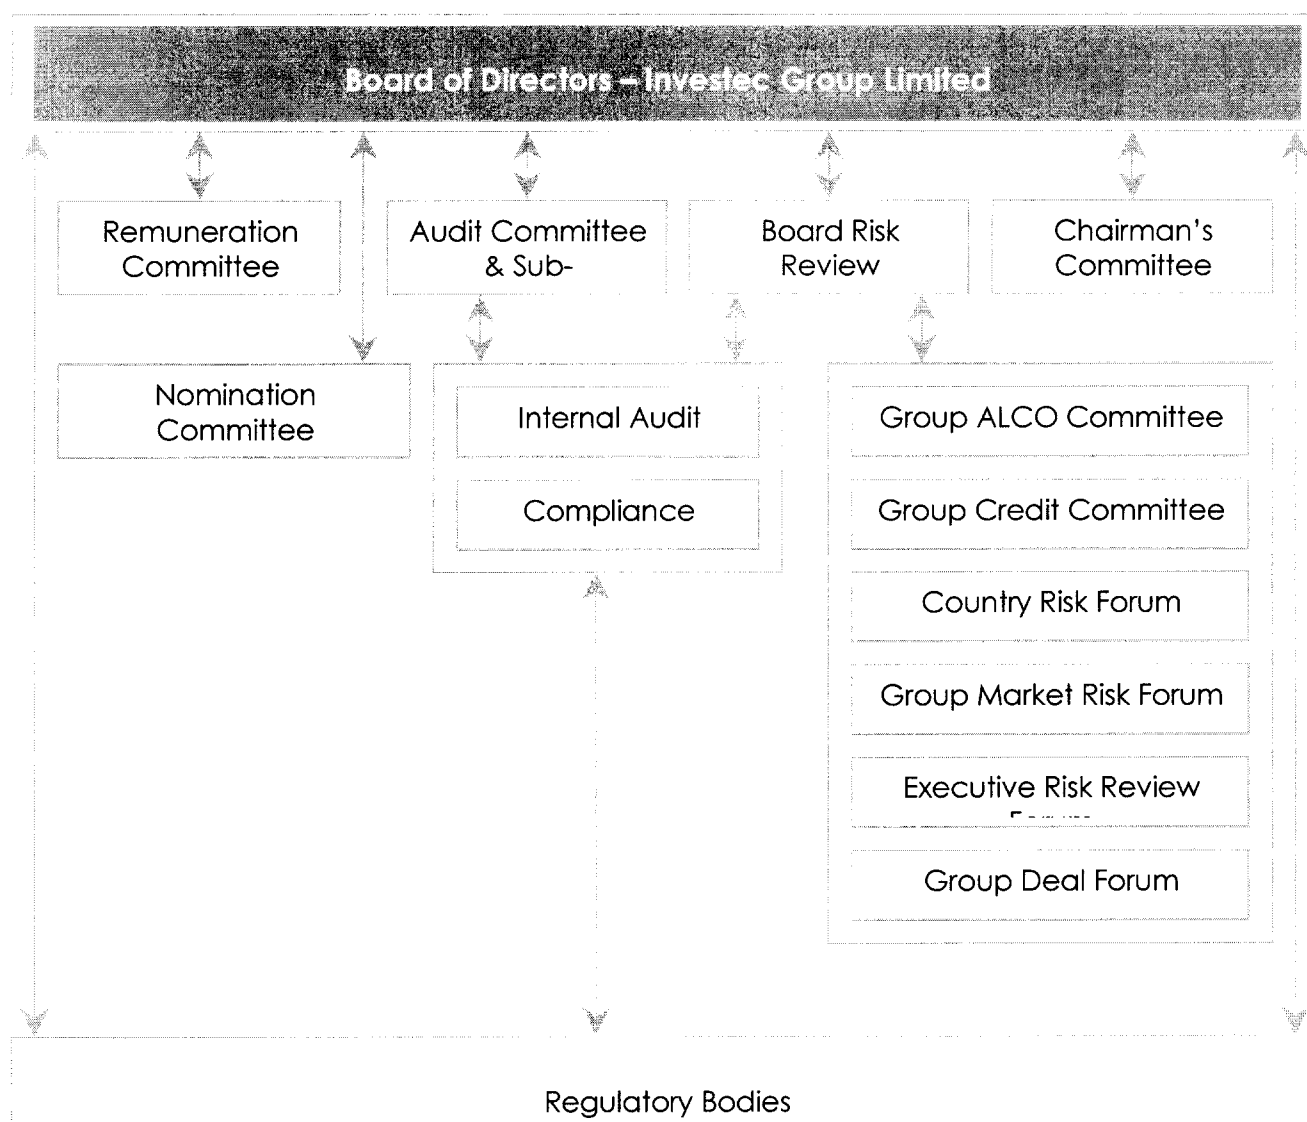 Board of Directors – Investec Group Limited
Remuneration
Committee
Audit Committee
& Sub-
Board Risk
Review
Chairman's
Committee
Nomination
Committee
Internal Audit
Compliance
Group ALCO Committee
Group Credit Committee
Country Risk Forum
Group Market Risk Forum
Executive Risk Review
Group Deal Forum
Regulatory Bodies